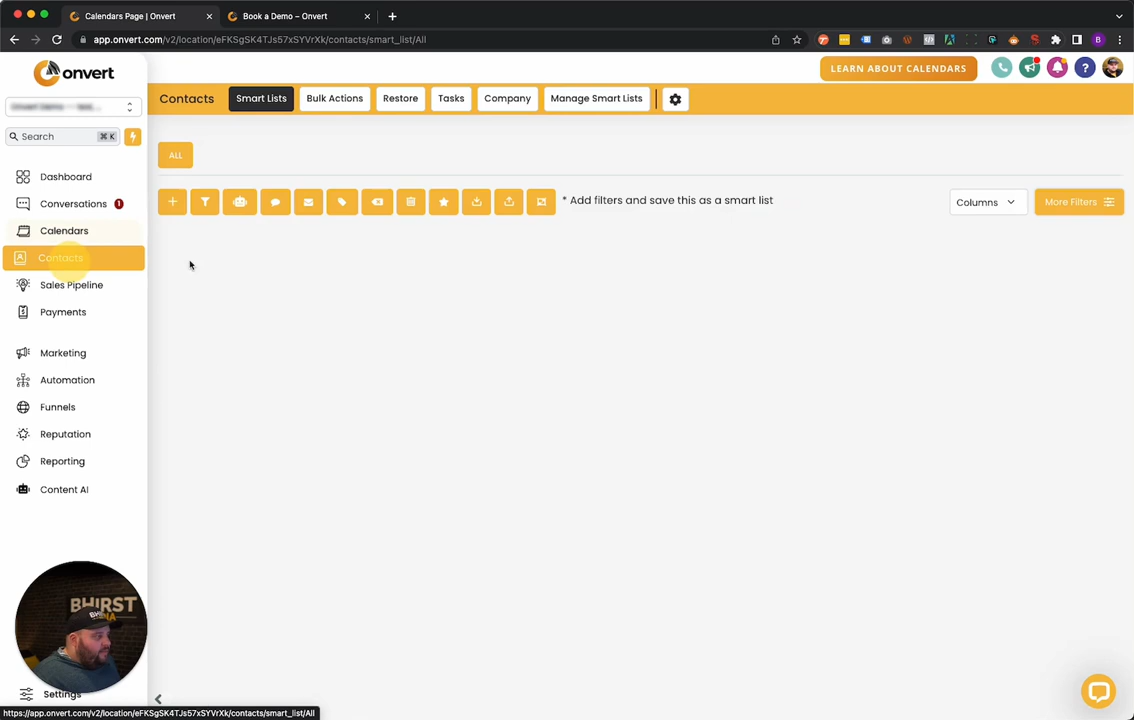 Calendars Page | Onvert
Book a Demo – Onvert
app.onvert.com/v2/location/eFKSgSK4TJs57xSYVrXk/contacts/smart_list/All
onvert
LEARN ABOUT CALENDARS
Contacts
Smart Lists
Bulk Actions
Restore
Tasks
Company
Manage Smart Lists
Search
⌘ K
ALL
* Add filters and save this as a smart list
Columns
More Filters
Dashboard
Conversations 1
Calendars
Contacts
Sales Pipeline
Payments
Marketing
Automation
Funnels
Reputation
Reporting
Content AI
BHIRST
Settings
https://app.onvert.com/v2/location/eFKSgSK4TJs57xSYVrXk/contacts/smart_list/All